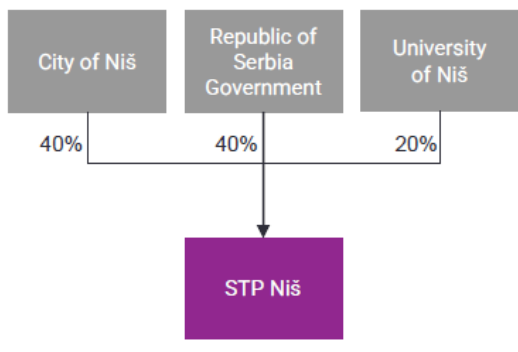 City of Niš
Republic of
Serbia
Government
University
of Niš
40%
40%
20%
STP Niš